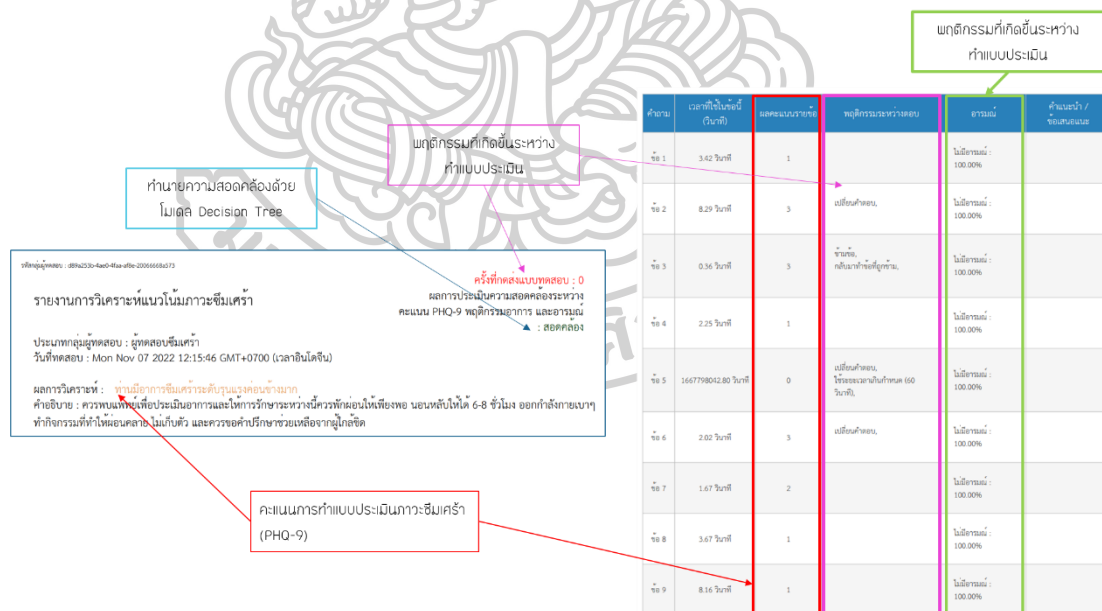 พฤติกรรมที่เกิดขึ้นระหว่าง
ทำแบบประเมิน
พฤติกรรมที่เกิดขึ้นระหว่าง
ทำแบบประเมิน
ทำนายความสอดคล้องด้วย
โมเดล Decision Tree
รหัสกลุ่มผู้ทดสอบ : d89a253b-4ae0-4faa-af8e-20066668a573
ครั้งที่กดส่งแบบทดสอบ : 0
ผลการประเมินความสอดคล้องระหว่าง
คะแนน PHQ-9 พฤติกรรมอาการ และอารมณ์
: สอดคล้อง
รายงานการวิเคราะห์แนวโน้มภาวะซึมเศร้า
ประเภทกลุ่มผู้ทดสอบ : ผู้ทดสอบซึมเศร้า
วันที่ทดสอบ : Mon Nov 07 2022 12:15:46 GMT+0700 (เวลาอินโดจีน)
ผลการวิเคราะห์ : ท่านมีอาการซึมเศร้าระดับรุนแรงค่อนข้างมาก
คำอธิบาย : ควรพบแพทย์เพื่อประเมินอาการและให้การรักษาระหว่างนี้ควรพักผ่อนให้เพียงพอ นอนหลับให้ได้ 6-8 ชั่วโมง ออกกำลังกายเบาๆ
ทำกิจกรรมที่ทำให้ผ่อนคลาย ไม่เก็บตัว และควรขอคำปรึกษาช่วยเหลือจากผู้ใกล้ชิด
คะแนนการทำแบบประเมินภาวะซึมเศร้า
(PHQ-9)
คำถาม เวลาที่ใช้ในข้อนี้ (วินาที) ผลคะแนนรายข้อ พฤติกรรมระหว่างตอบ อารมณ์ คำแนะนำ / ข้อเสนอแนะ
ข้อ 1 3.42 วินาที 1 ไม่มีอารมณ์ :
100.00%
ข้อ 2 8.29 วินาที 3 เปลี่ยนคำตอบ, ไม่มีอารมณ์ :
100.00%
ข้อ 3 0.36 วินาที 3 ข้ามข้อ, ไม่มีอารมณ์ :
กลับมาทำข้อที่ถูกข้าม, 100.00%
ข้อ 4 2.25 วินาที 1 ไม่มีอารมณ์ :
100.00%
ข้อ 5 1667798042.80 วินาที 0 เปลี่ยนคำตอบ, ไม่มีอารมณ์ :
ใช้ระยะเวลาเกินกำหนด (60 100.00%
วินาที),
ข้อ 6 2.02 วินาที 3 เปลี่ยนคำตอบ, ไม่มีอารมณ์ :
100.00%
ข้อ 7 1.67 วินาที 2 ไม่มีอารมณ์ :
100.00%
ข้อ 8 3.67 วินาที 1 ไม่มีอารมณ์ :
100.00%
ข้อ 9 8.16 วินาที 1 ไม่มีอารมณ์ :
100.00%